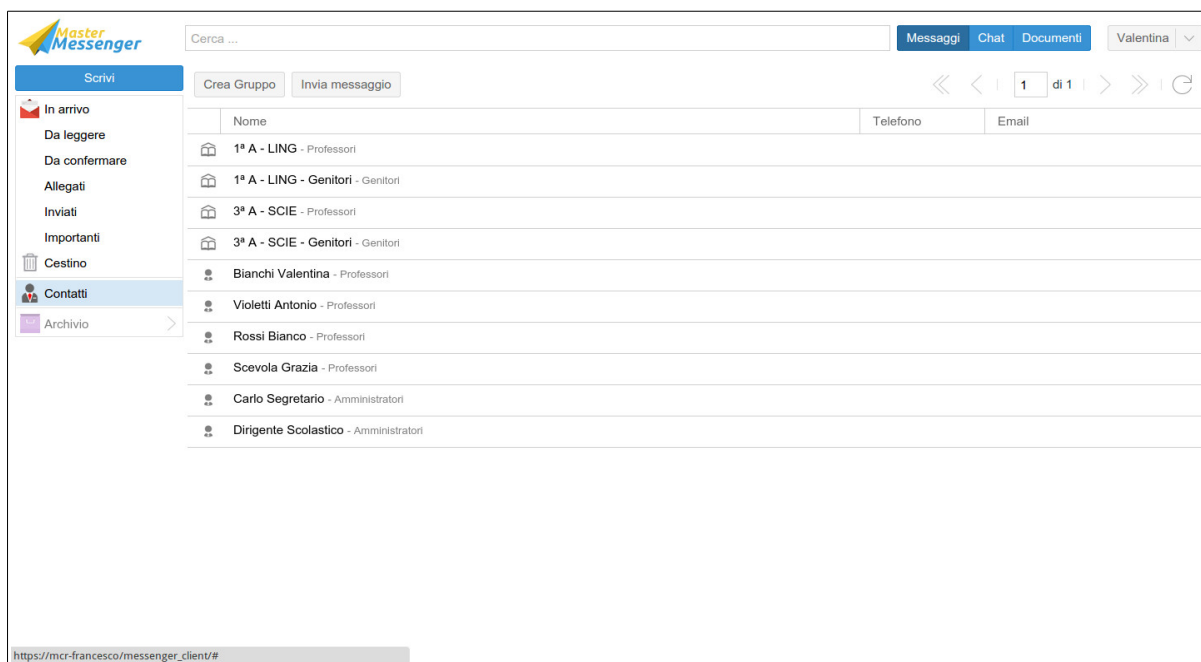 Master
Messenger
Cerca ...
Messaggi Chat Documenti Valentina
Scrivi
Crea Gruppo Invia messaggio
1 di 1
In arrivo
Da leggere
Da confermare
Allegati
Inviati
Importanti
Cestino
Contatti
Archivio
Nome Telefono Email
1ª A - LING - Professori
1ª A - LING - Genitori - Genitori
3ª A - SCIE - Professori
3ª A - SCIE - Genitori - Genitori
Bianchi Valentina - Professori
Violetti Antonio - Professori
Rossi Bianco - Professori
Scevola Grazia - Professori
Carlo Segretario - Amministratori
Dirigente Scolastico - Amministratori
https://mcr-francesco/messenger_client/#